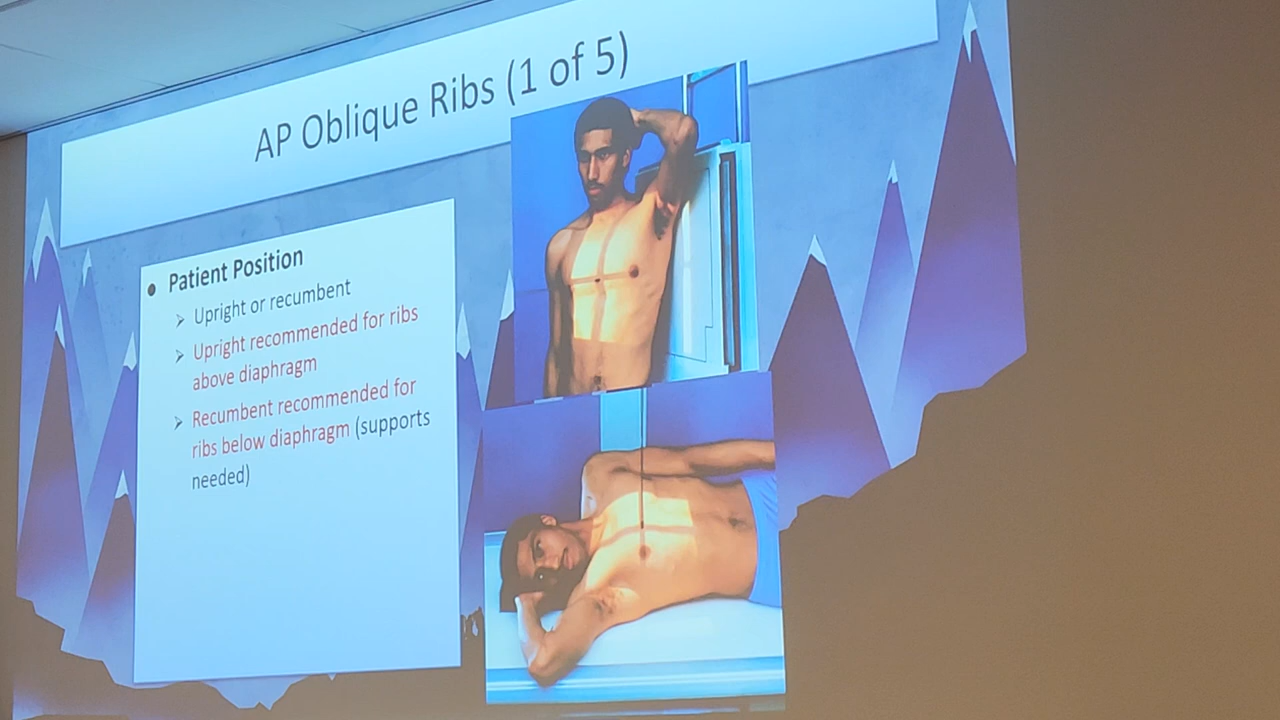 AP Oblique Ribs (1 of 5)
• Patient Position
➢ Upright or recumbent
➢ Upright recommended for ribs
above diaphragm
➢ Recumbent recommended for
ribs below diaphragm (supports
needed)